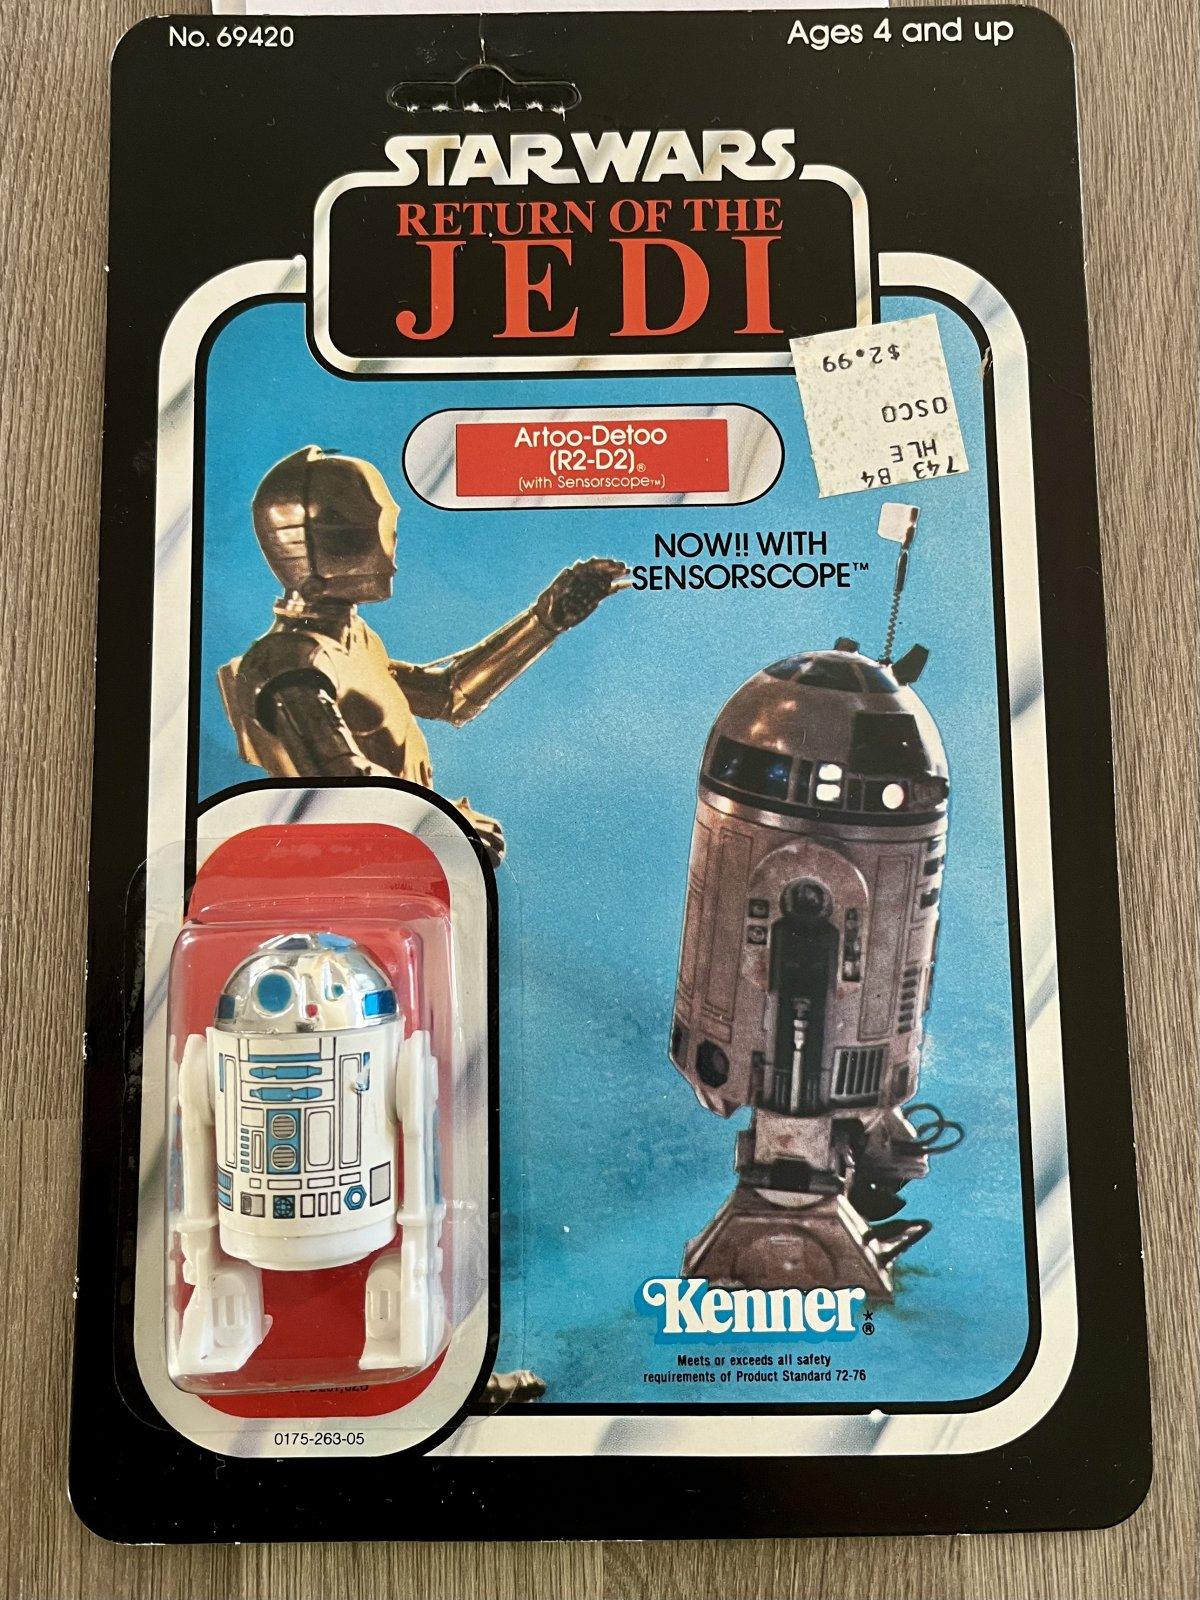 No. 69420
Ages 4 and up
STAR WARS
RETURN OF THE
JEDI
$2.99
OSCO
HLE
743 B4
Artoo-Detoo
(R2-D2)®
(with Sensorscope™)
NOW!! WITH
SENSORSCOPE™
Kenner®
Meets or exceeds all safety
requirements of Product Standard 72-76
0175-263-05